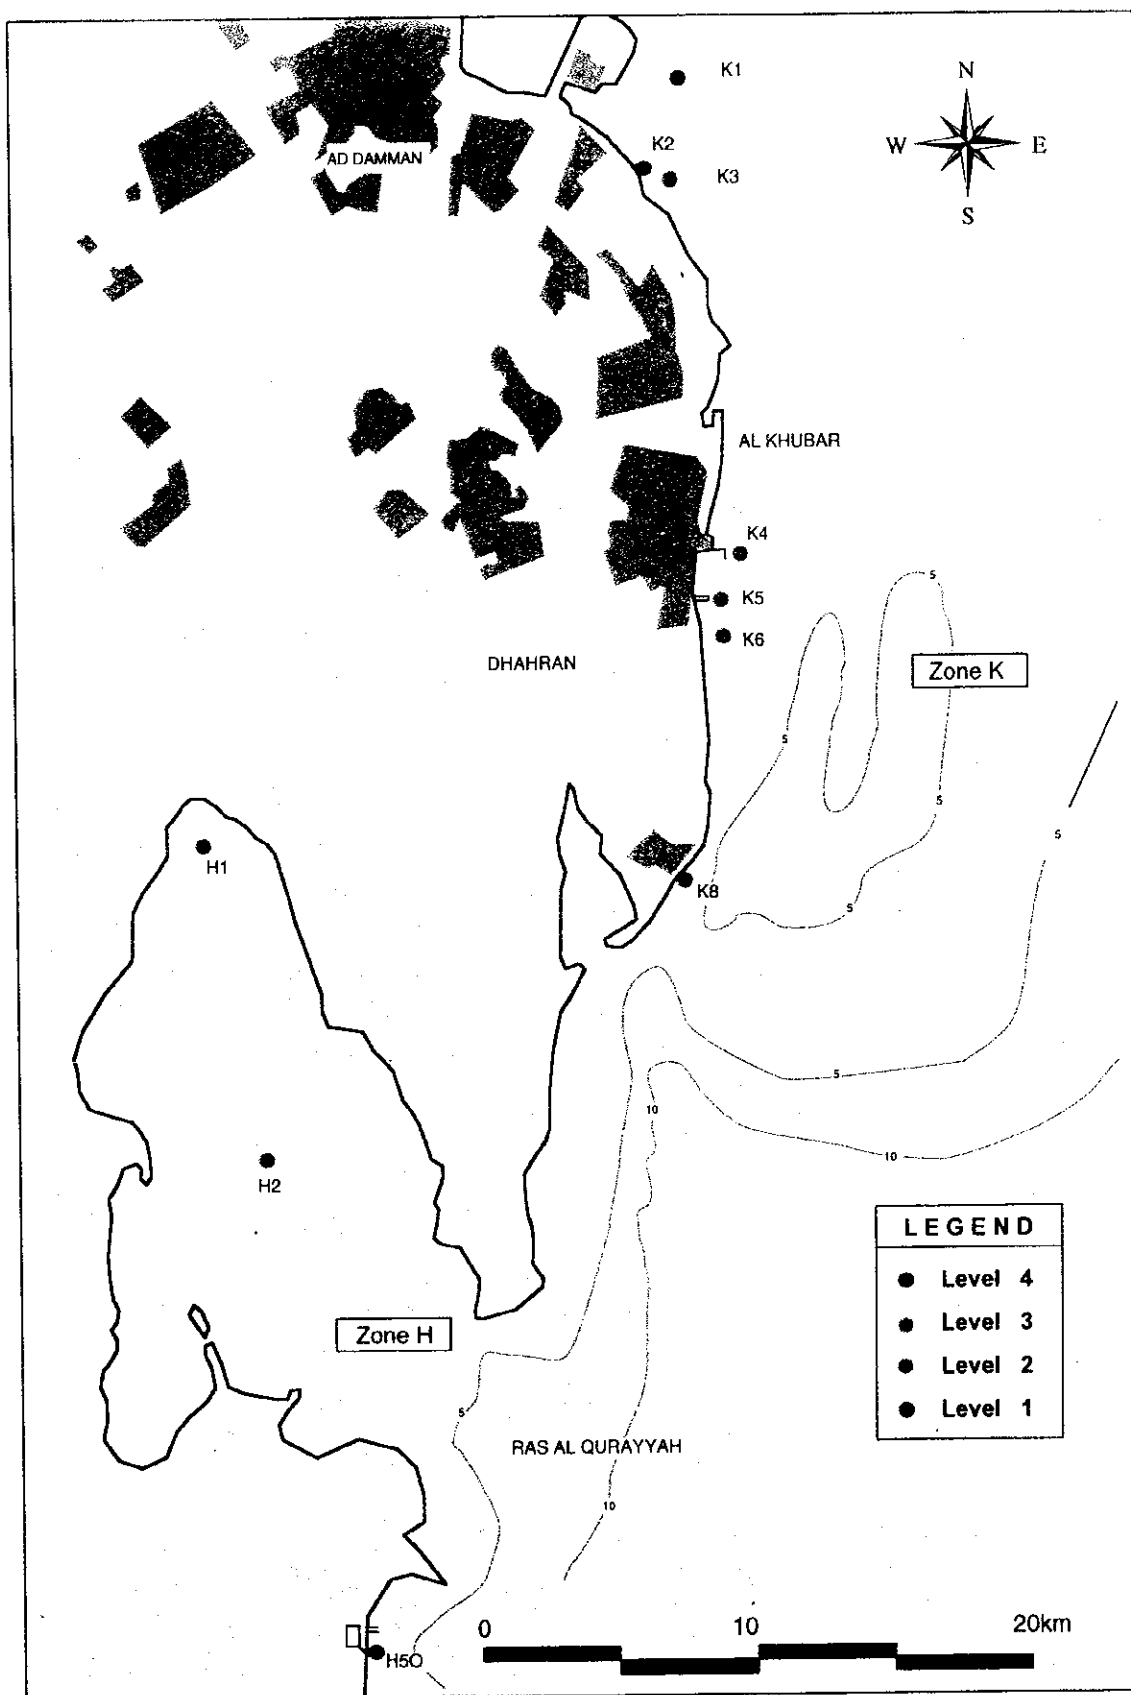 K1
N
K2
W
E
AD DAMMAN
K3
S
AL KHUBAR
K4
5
K5
K6
DHAHRAN
Zone K
5
5
5
H1
K8
5
5
10
10
H2
LEGEND
Level 4
Zone H
Level 3
Level 2
5
Level 1
RAS AL QURAYYAH
10
0
10
20km
H5O